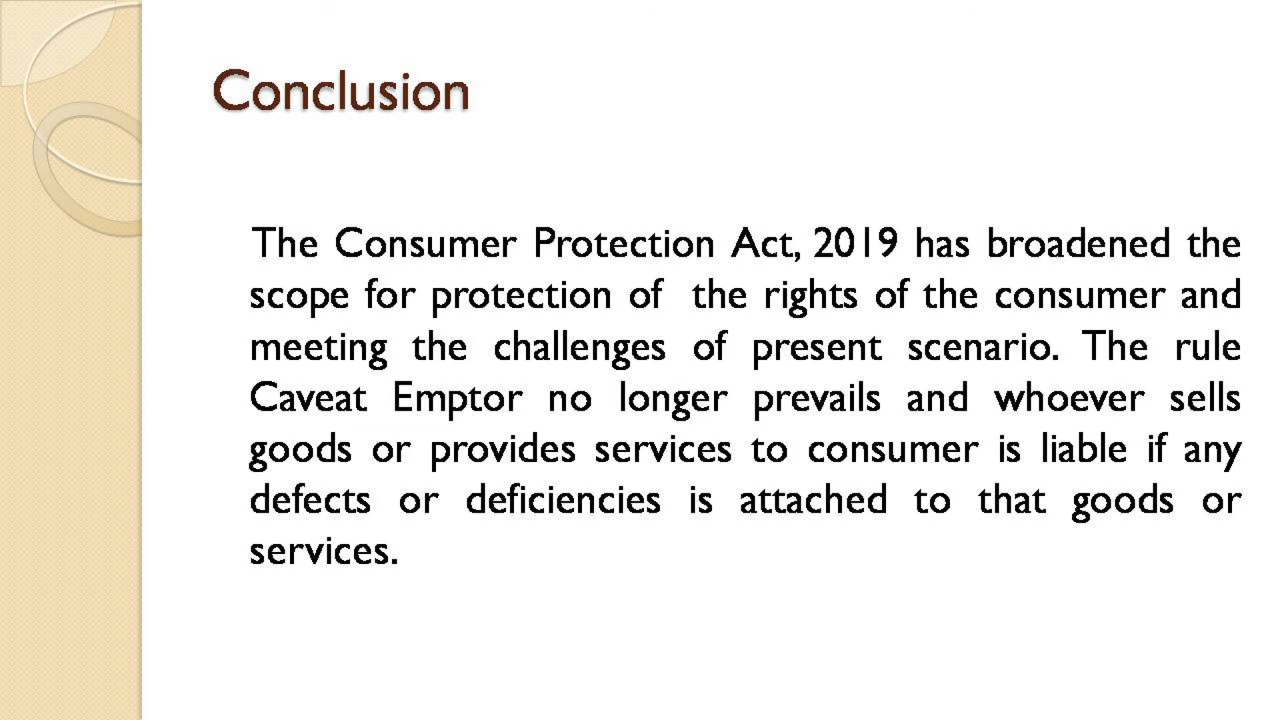 Conclusion
The Consumer Protection Act, 2019 has broadened the
scope for protection of the rights of the consumer and
meeting the challenges of present scenario. The rule
Caveat Emptor no longer prevails and whoever sells
goods or provides services to consumer is liable if any
defects or deficiencies is attached to that goods or
services.